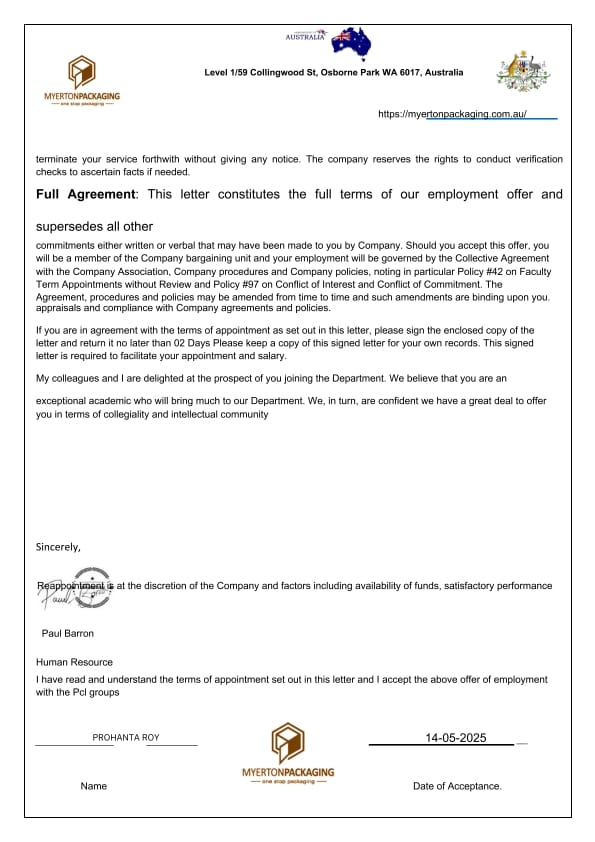 AUSTRALIA
Level 1/59 Collingwood St, Osborne Park WA 6017, Australia
MYERTONPACKAGING
one stop packaging
https://myertonpackaging.com.au/
terminate your service forthwith without giving any notice. The company reserves the rights to conduct verification
checks to ascertain facts if needed.
Full Agreement: This letter constitutes the full terms of our employment offer and
supersedes all other
commitments either written or verbal that may have been made to you by Company. Should you accept this offer, you
will be a member of the Company bargaining unit and your employment will be governed by the Collective Agreement
with the Company Association, Company procedures and Company policies, noting in particular Policy #42 on Faculty
Term Appointments without Review and Policy #97 on Conflict of Interest and Conflict of Commitment. The
Agreement, procedures and policies may be amended from time to time and such amendments are binding upon you.
appraisals and compliance with Company agreements and policies.
If you are in agreement with the terms of appointment as set out in this letter, please sign the enclosed copy of the
letter and return it no later than 02 Days Please keep a copy of this signed letter for your own records. This signed
letter is required to facilitate your appointment and salary.
My colleagues and I are delighted at the prospect of you joining the Department. We believe that you are an
exceptional academic who will bring much to our Department. We, in turn, are confident we have a great deal to offer
you in terms of collegiality and intellectual community
Sincerely,
Reappointment is at the discretion of the Company and factors including availability of funds, satisfactory performance
Paul Barron
Human Resource
I have read and understand the terms of appointment set out in this letter and I accept the above offer of employment
with the Pcl groups
PROHANTA ROY
14-05-2025
MYERTONPACKAGING
one stop packaging
Name
Date of Acceptance.